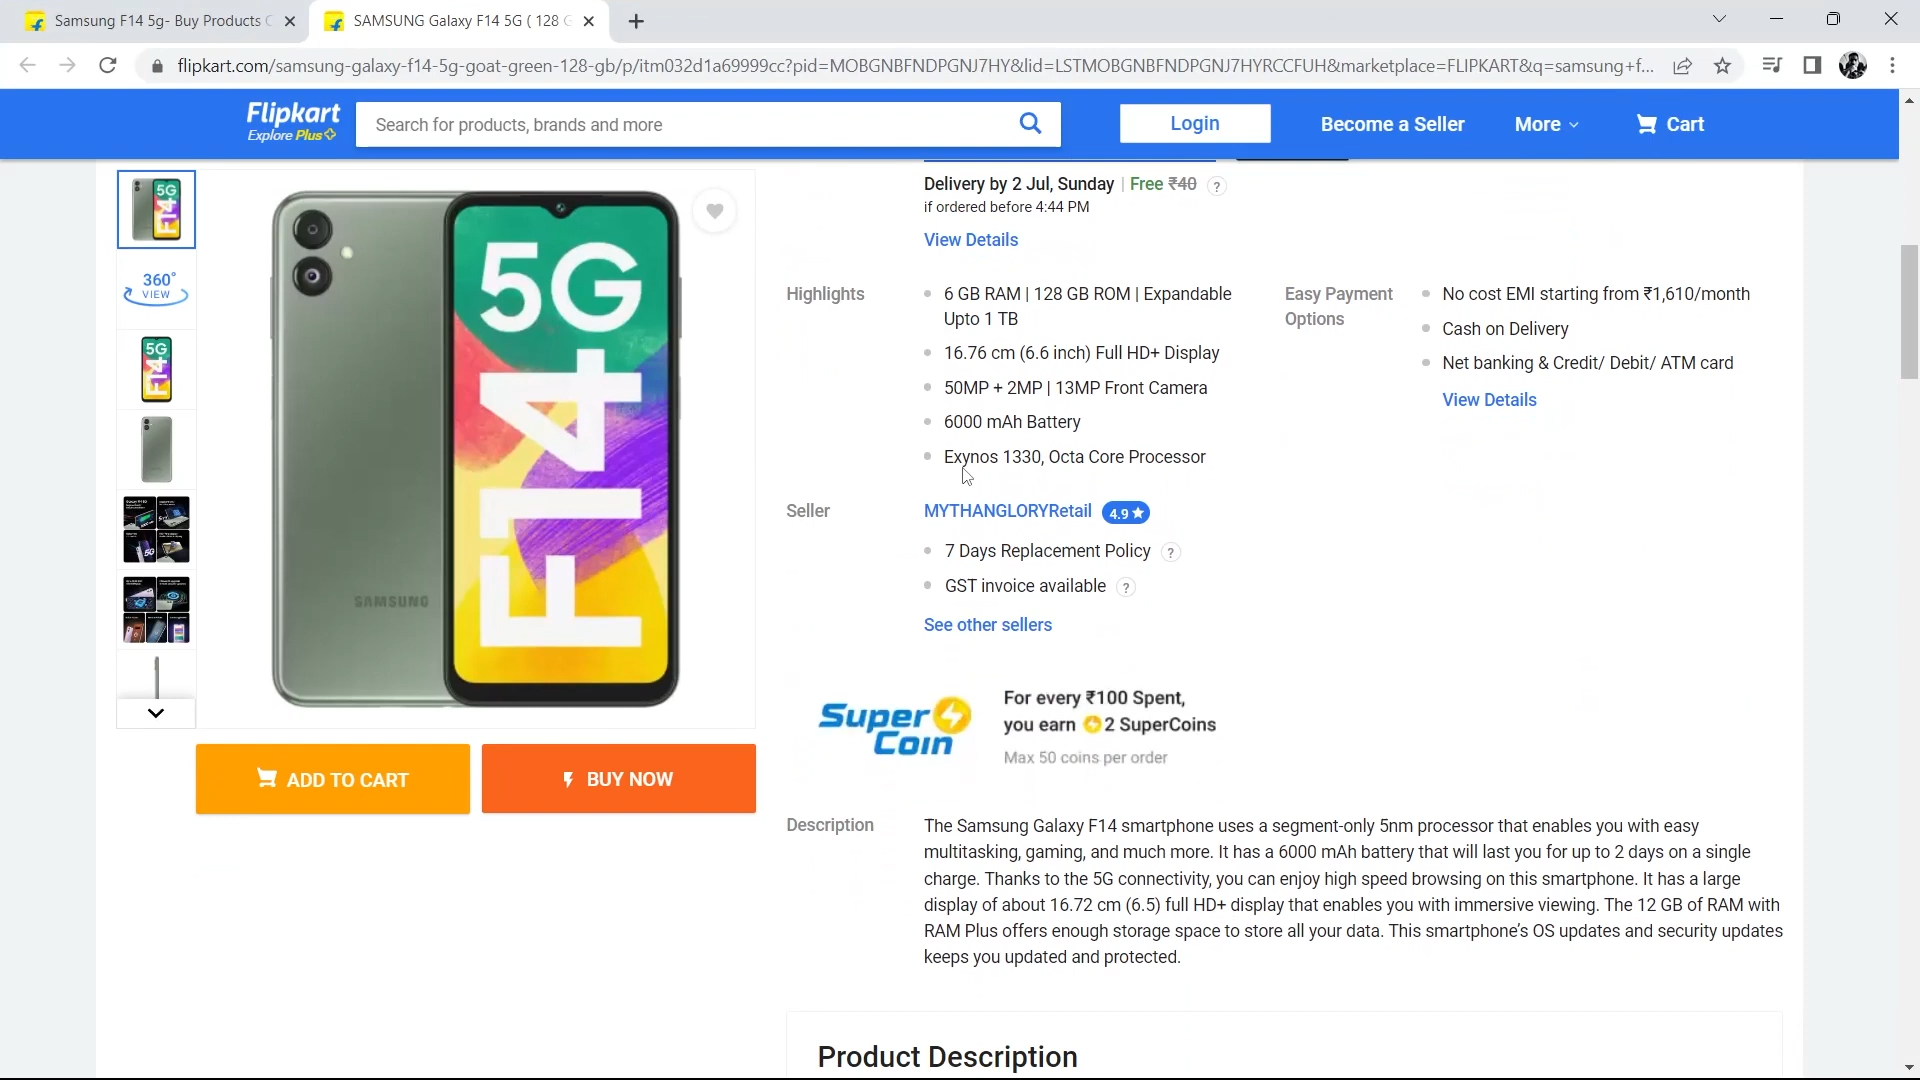 Samsung F14 5g- Buy Products
SAMSUNG Galaxy F14 5G ( 128
flipkart.com/samsung-galaxy-f14-5g-goat-green-128-gb/p/itm032d1a69999cc?pid=MOBGNBFNDPGNJ7HY&lid=LSTMOBGNBFNDPGNJ7HYRCCFUH&marketplace=FLIPKART&q=samsung+f...
Flipkart
Explore Plus
Search for products, brands and more
Login
Become a Seller
More
Cart
5G
F14
SAMSUNG
360°
VIEW
5G
F14
5G
F14
ADD TO CART
BUY NOW
Delivery by 2 Jul, Sunday | Free ₹40 ?
if ordered before 4:44 PM
View Details
Highlights
6 GB RAM | 128 GB ROM | Expandable
Upto 1 TB
16.76 cm (6.6 inch) Full HD+ Display
50MP + 2MP | 13MP Front Camera
6000 mAh Battery
Exynos 1330, Octa Core Processor
Easy Payment
Options
No cost EMI starting from ₹1,610/month
Cash on Delivery
Net banking & Credit/ Debit/ ATM card
View Details
Seller
MYTHANGLORYRetail 4.9★
7 Days Replacement Policy ?
GST invoice available ?
See other sellers
Super
Coin
For every ₹100 Spent,
you earn 2 SuperCoins
Max 50 coins per order
Description
The Samsung Galaxy F14 smartphone uses a segment-only 5nm processor that enables you with easy
multitasking, gaming, and much more. It has a 6000 mAh battery that will last you for up to 2 days on a single
charge. Thanks to the 5G connectivity, you can enjoy high speed browsing on this smartphone. It has a large
display of about 16.72 cm (6.5) full HD+ display that enables you with immersive viewing. The 12 GB of RAM with
RAM Plus offers enough storage space to store all your data. This smartphone's OS updates and security updates
keeps you updated and protected.
Product Description